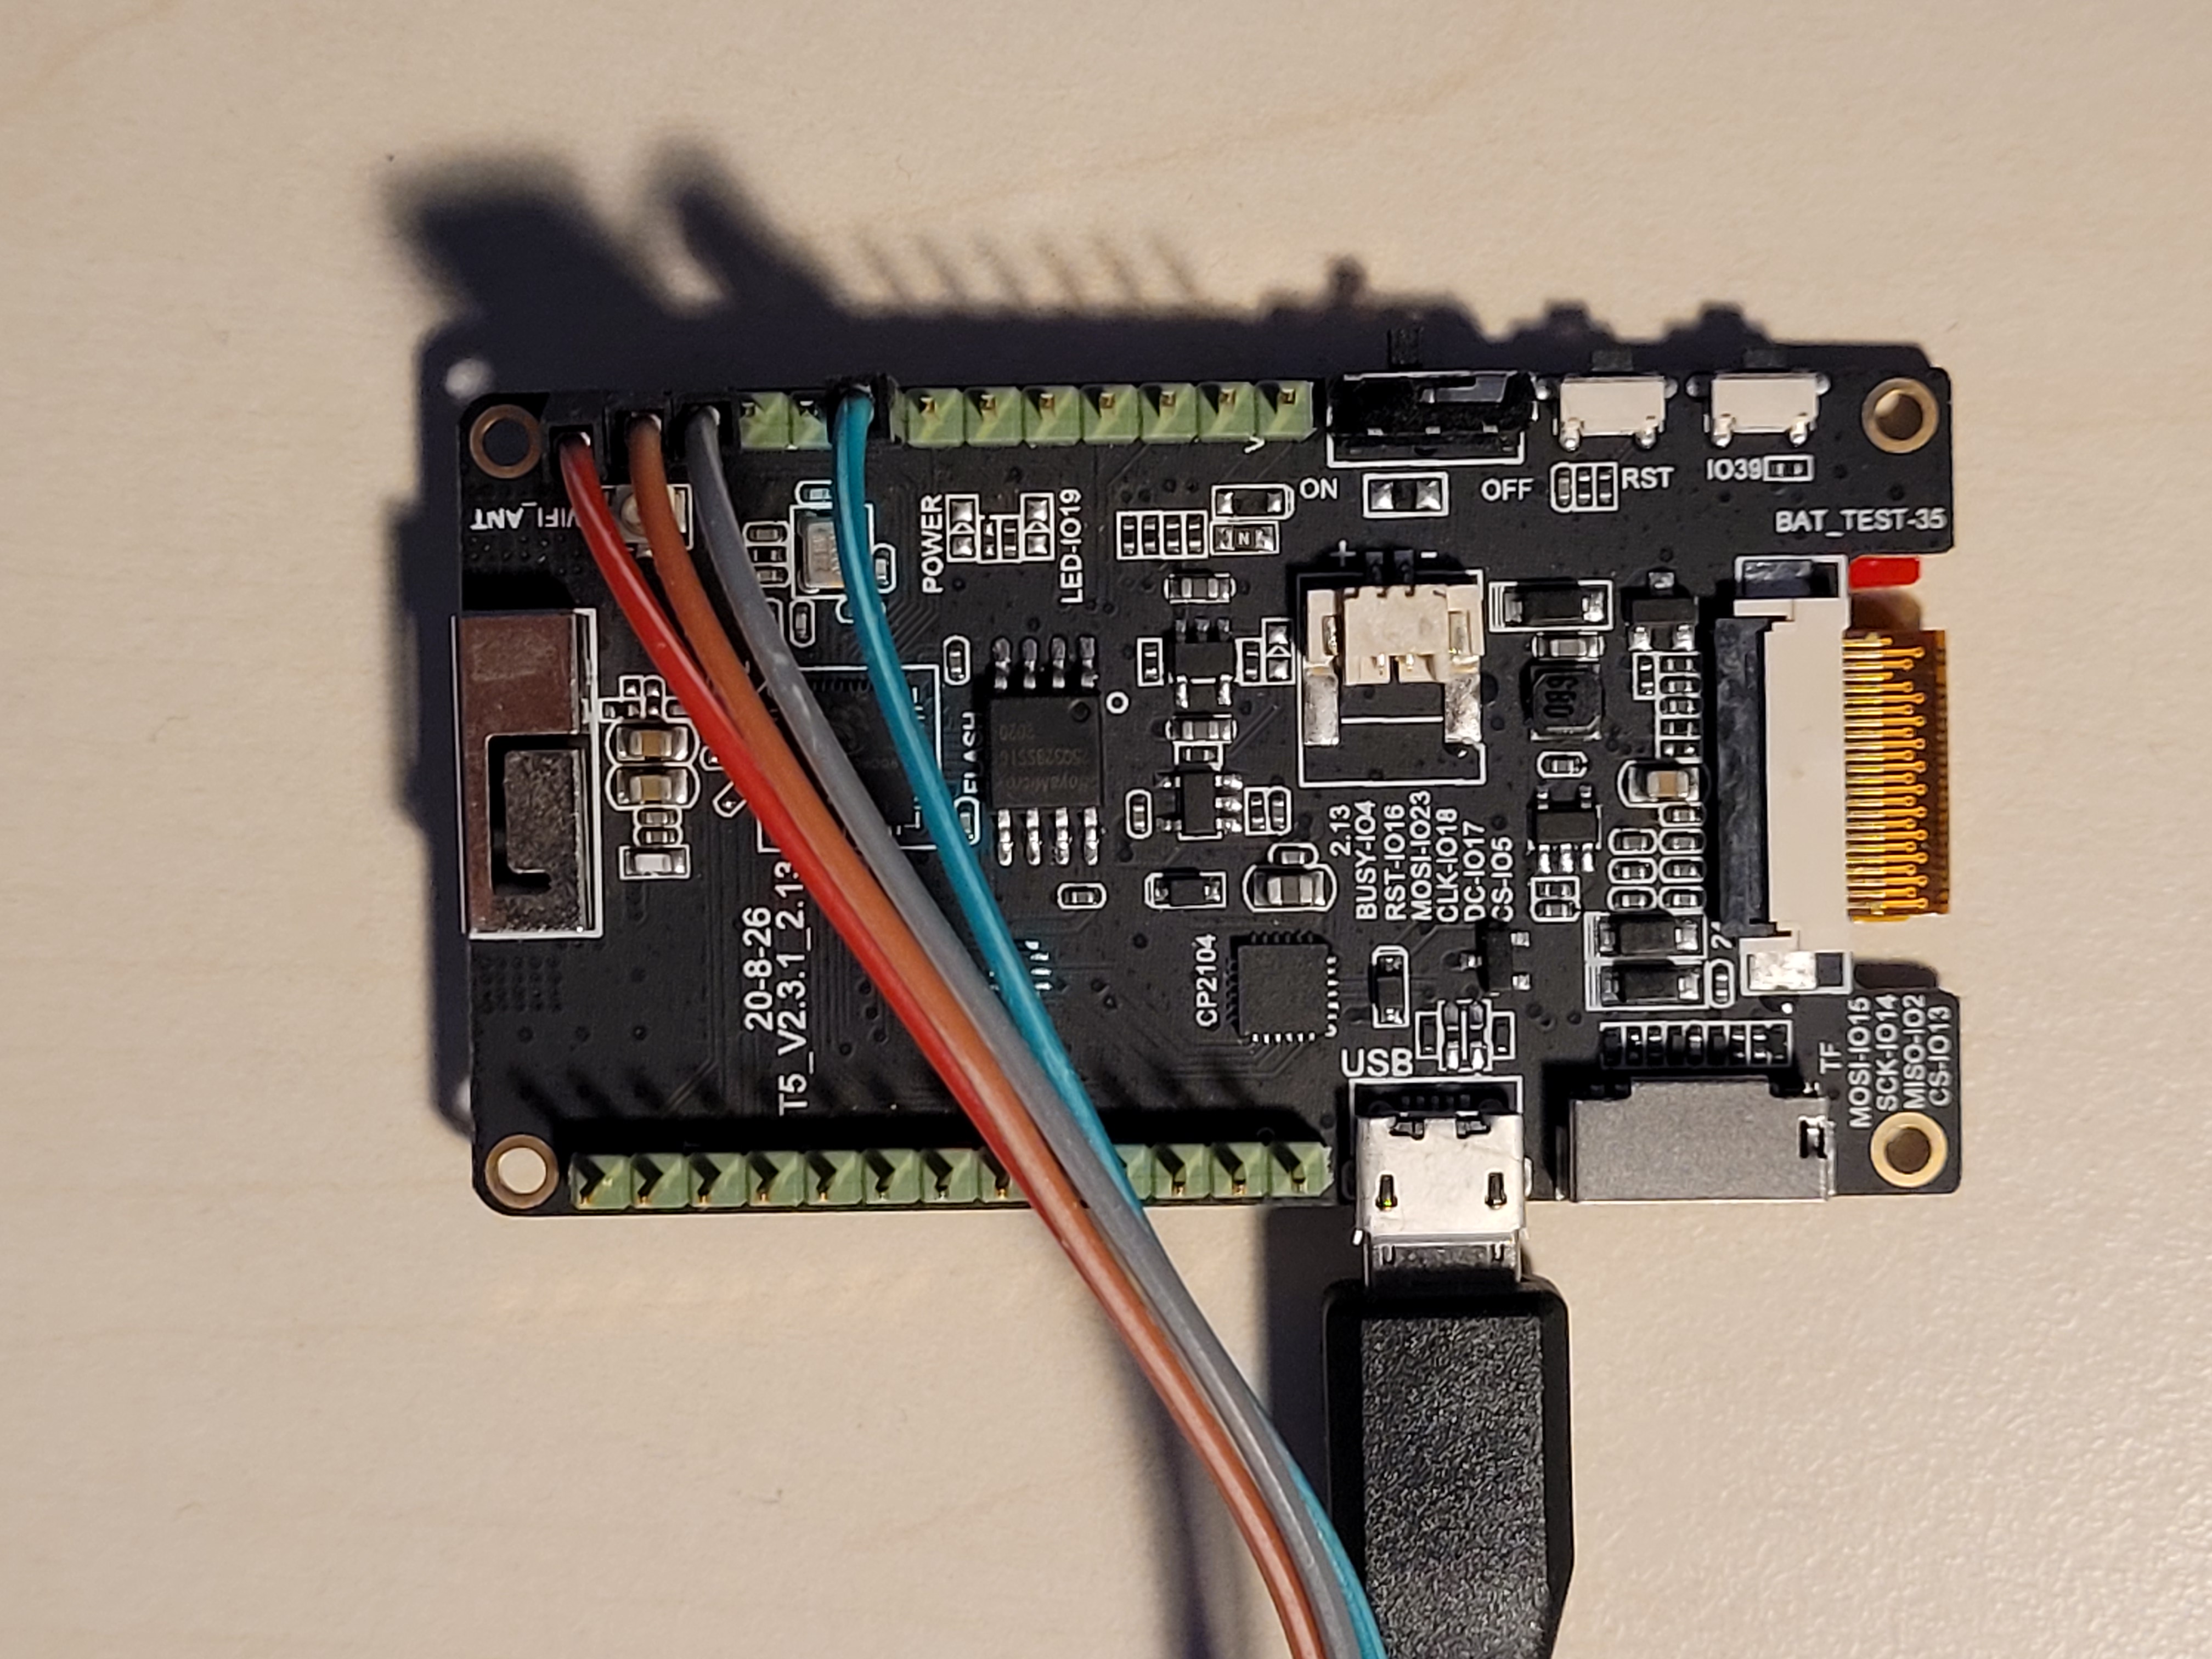 MOSI-IO15
SCK-IO14
MISO-IO2
CS-IO13
TF
USB
CP2104
20-8-26
T5_V2.3.1_2.13
2.13
BUSY-IO4
RST-IO16
MOSI-IO23
CLK-IO18
DC-IO17
CS-IO5
FLASH
2020
089
- +
LED-IO19
POWER
WIFI_ANT
BAT_TEST-35
IO39
RST
OFF
ON
N
V